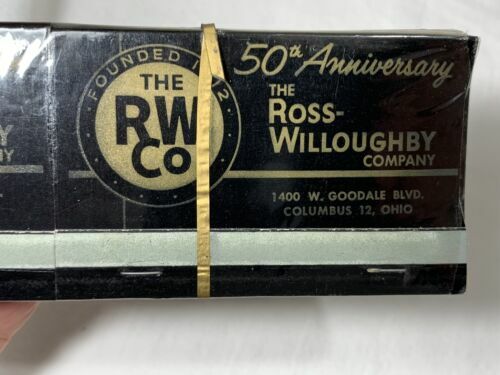 FOUNDED
THE
RW
Co
50th Anniversary
THE
ROSS-
WILLOUGHBY
COMPANY
1400 W. GOODALE BLVD.
COLUMBUS 12, OHIO